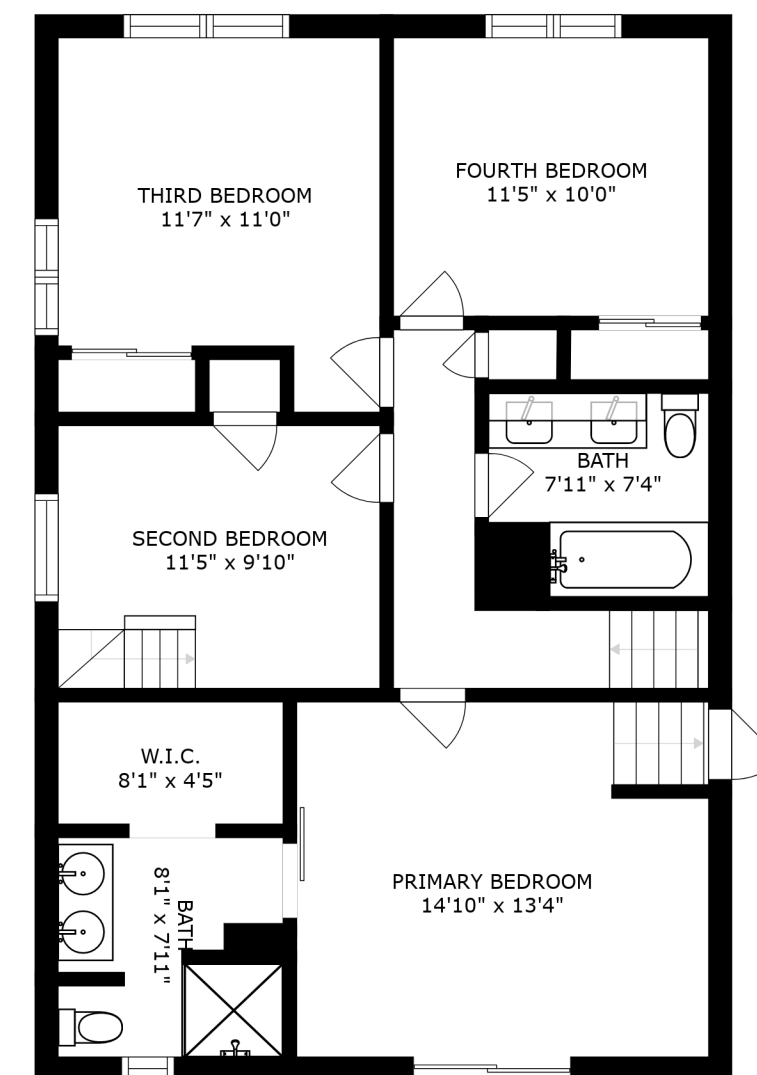 THIRD BEDROOM
11'7" x 11'0"
FOURTH BEDROOM
11'5" x 10'0"
BATH
7'11" x 7'4"
SECOND BEDROOM
11'5" x 9'10"
W.I.C.
8'1" x 4'5"
BATH
8'1" x 7'11"
PRIMARY BEDROOM
14'10" x 13'4"